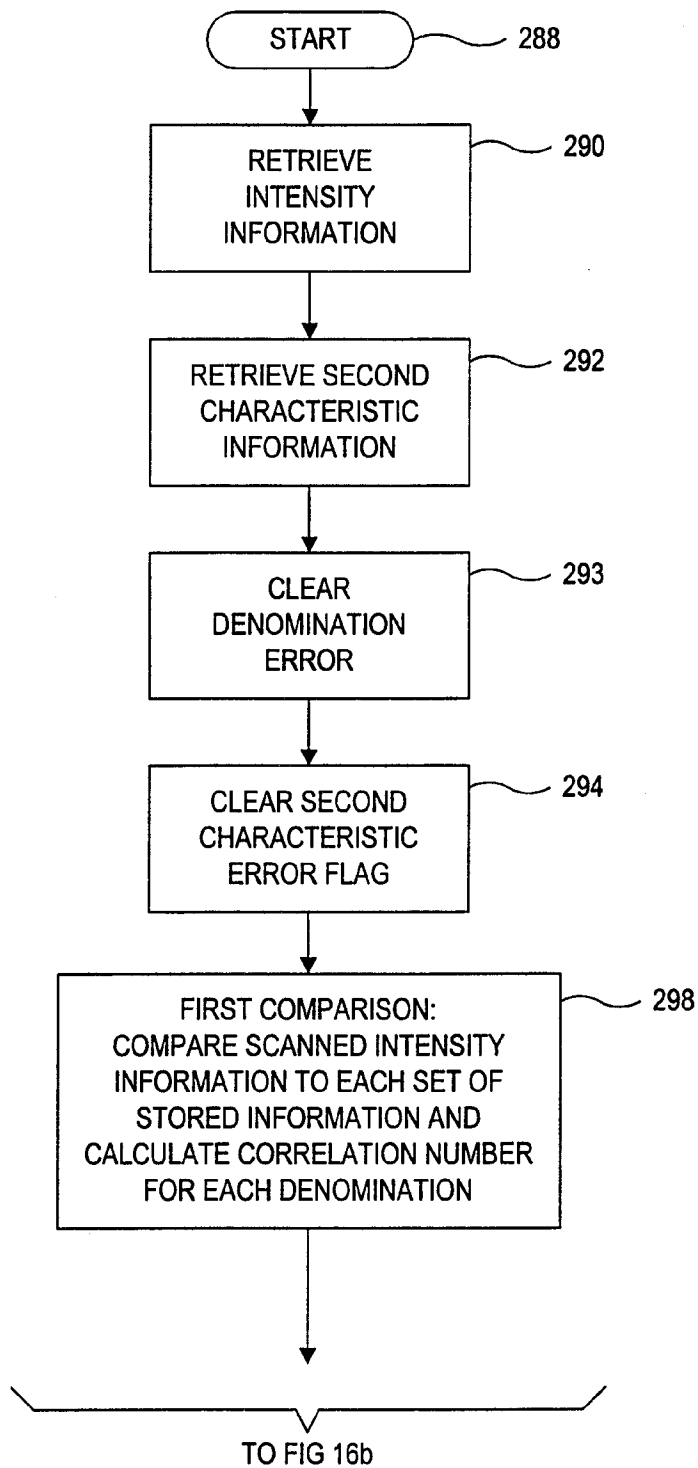 START
288
RETRIEVE
INTENSITY
INFORMATION
290
RETRIEVE SECOND
CHARACTERISTIC
INFORMATION
292
CLEAR
DENOMINATION
ERROR
293
CLEAR SECOND
CHARACTERISTIC
ERROR FLAG
294
FIRST COMPARISON:
COMPARE SCANNED INTENSITY
INFORMATION TO EACH SET OF
STORED INFORMATION AND
CALCULATE CORRELATION NUMBER
FOR EACH DENOMINATION
298
TO FIG 16b